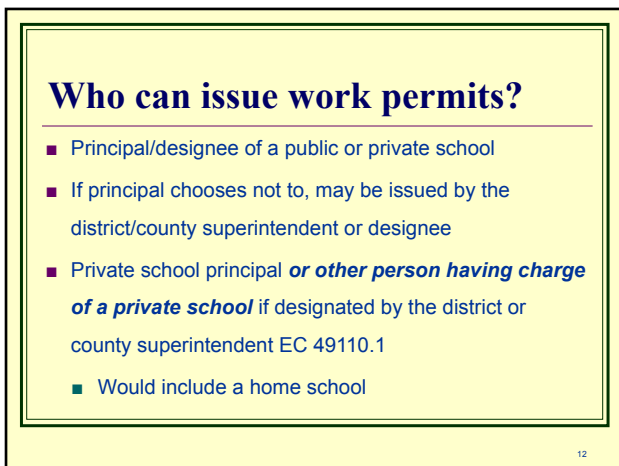 Who can issue work permits?
■ Principal/designee of a public or private school
■ If principal chooses not to, may be issued by the
district/county superintendent or designee
■ Private school principal or other person having charge
of a private school if designated by the district or
county superintendent EC 49110.1
■ Would include a home school
12